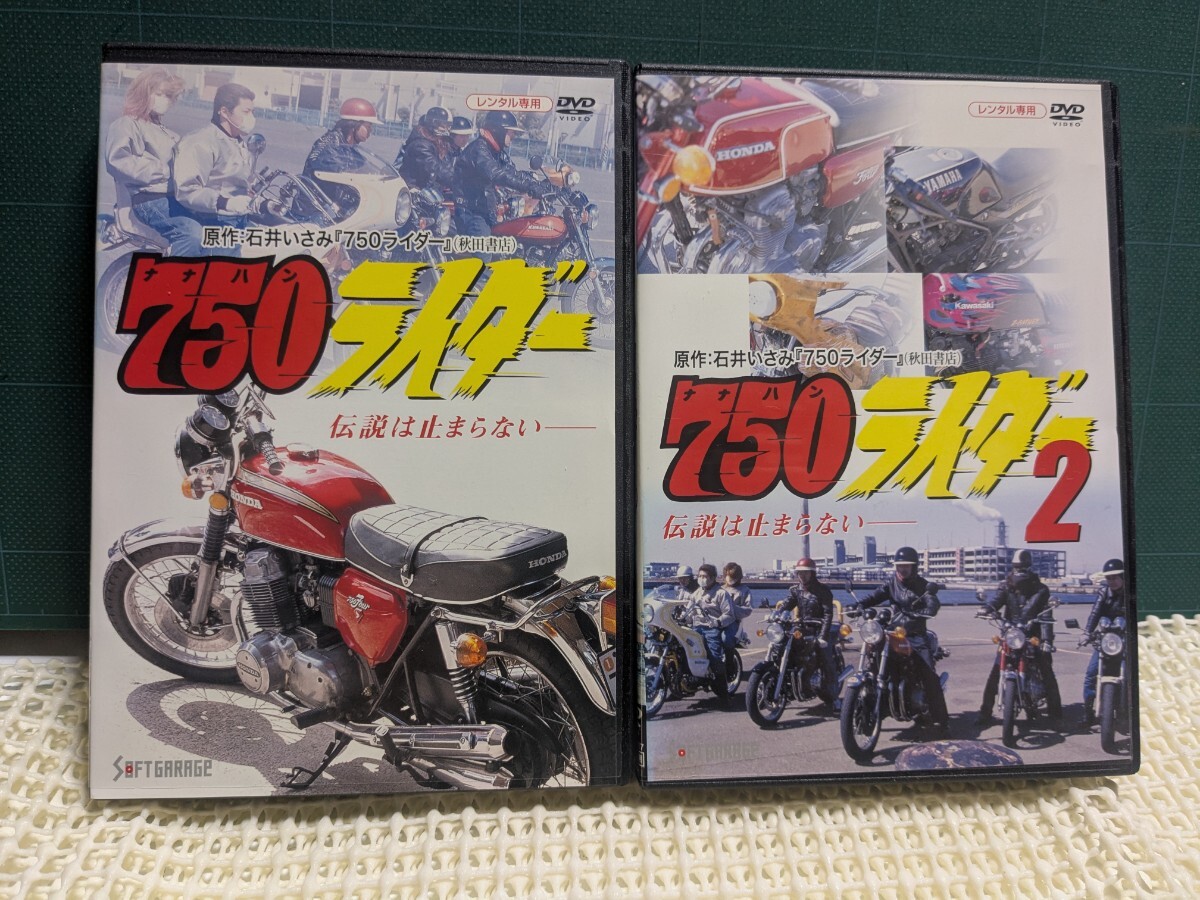 レンタル専用
DVD
VIDEO
原作:石井いさみ『750ライダー』(秋田書店)
ナナハン
750ライダー
伝説は止まらない──
HONDA
HONDA
SOFTGARAGE
レンタル専用
DVD
VIDEO
HONDA
Four
YAMAHA
Kawasaki
原作:石井いさみ『750ライダー』(秋田書店)
ナナハン
750ライダー2
伝説は止まらない──
SOFTGARAGE